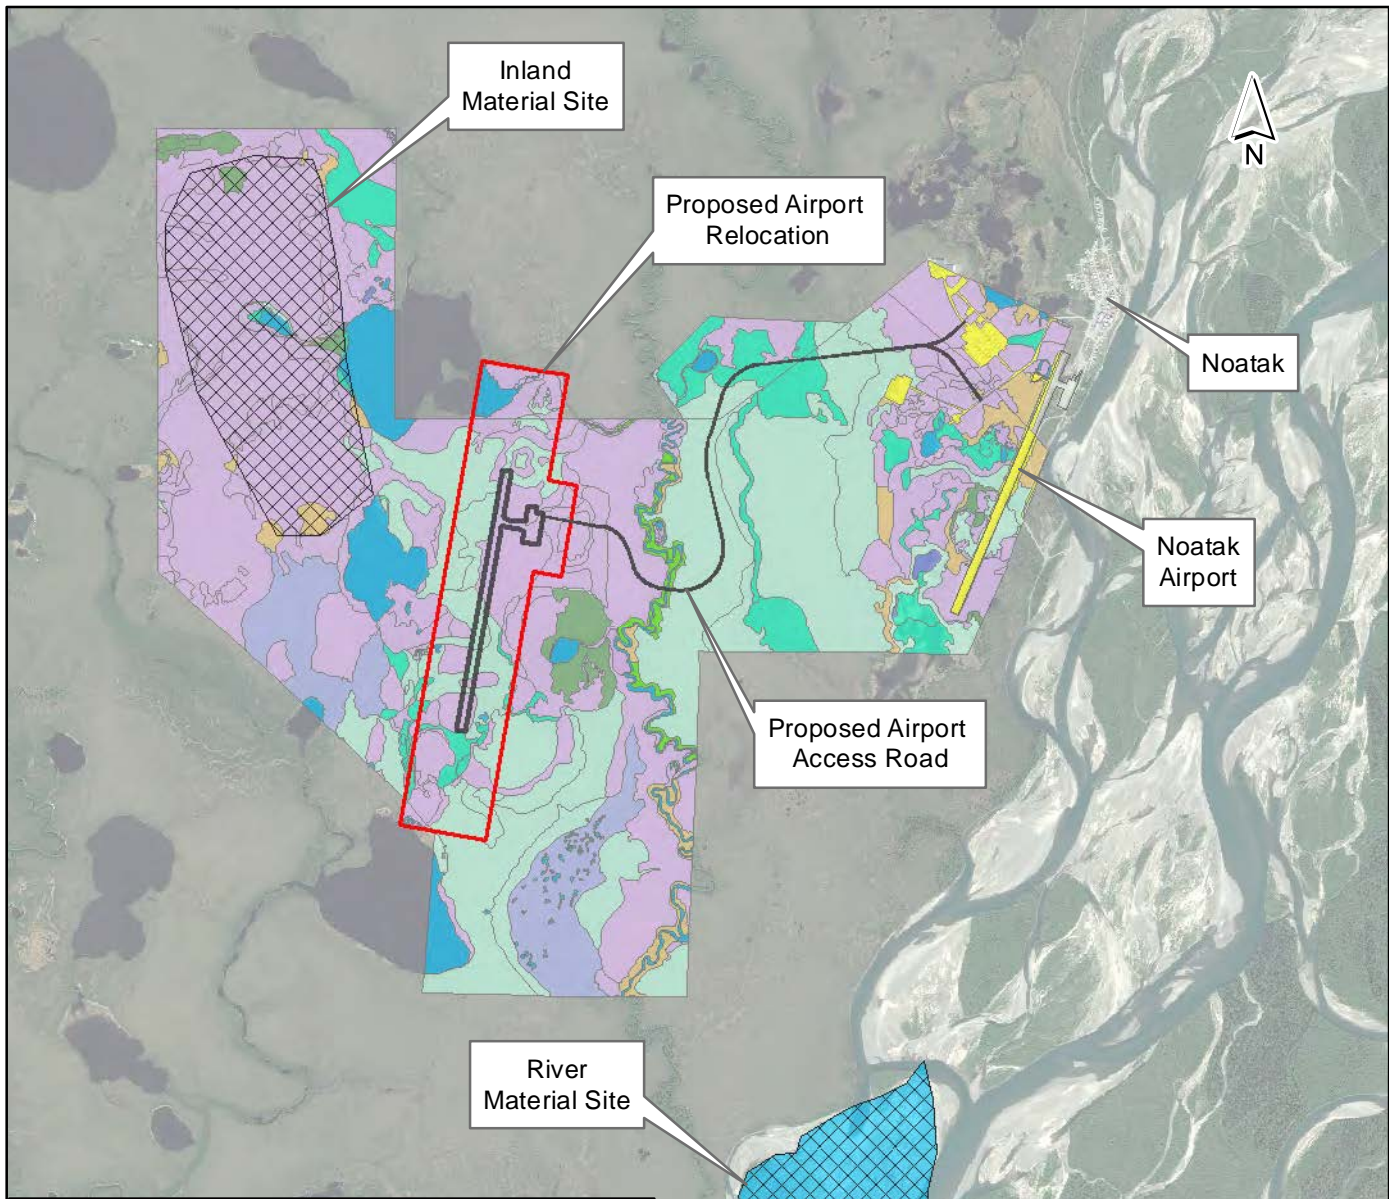 Inland
Material Site
N
Proposed Airport
Relocation
Noatak
Noatak
Airport
Proposed Airport
Access Road
River
Material Site